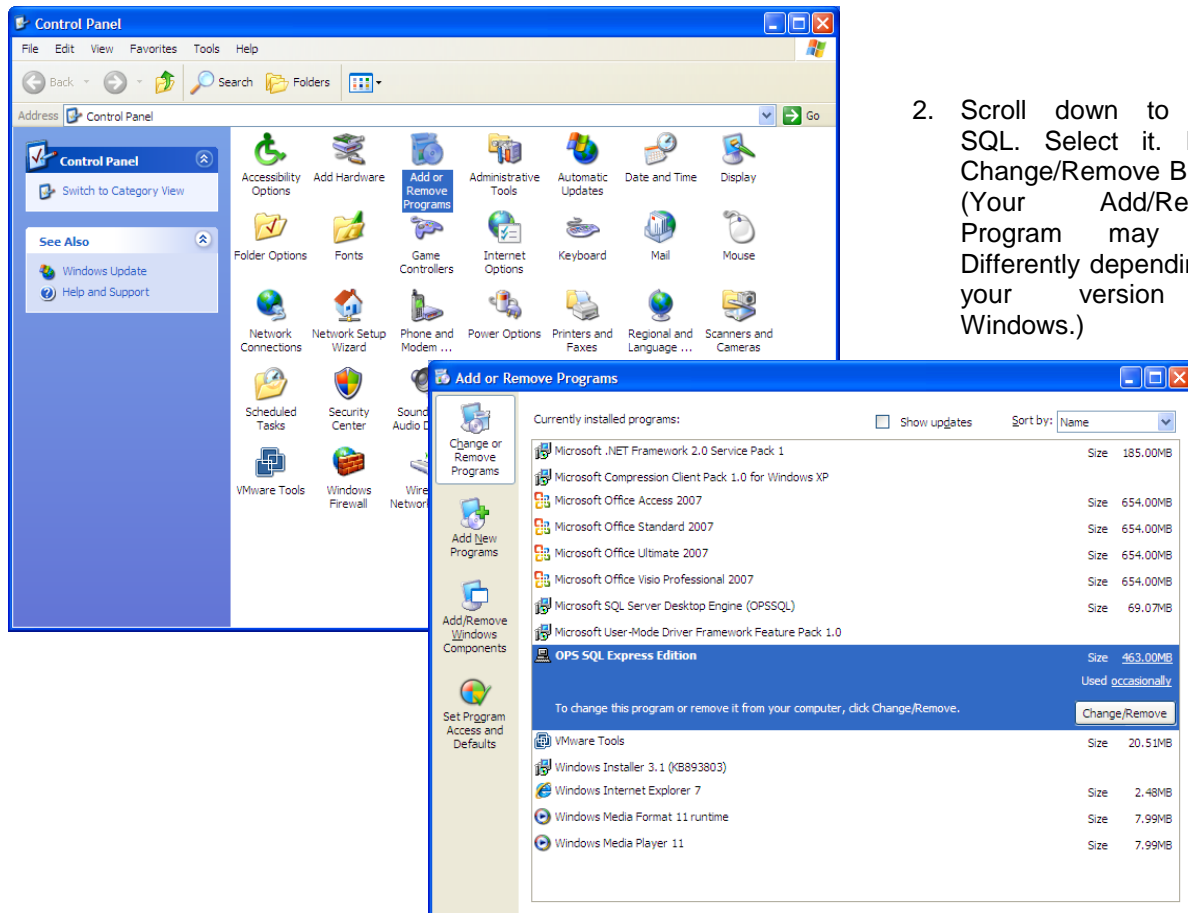 Control Panel
File Edit View Favorites Tools Help
Back Search Folders
Address Control Panel Go
Control Panel
Switch to Category View
See Also
Windows Update
Help and Support
Accessibility Options
Add Hardware
Add or Remove Programs
Administrative Tools
Automatic Updates
Date and Time
Display
Folder Options
Fonts
Game Controllers
Internet Options
Keyboard
Mail
Mouse
Network Connections
Network Setup Wizard
Phone and Modem ...
Power Options
Printers and Faxes
Regional and Language ...
Scanners and Cameras
Scheduled Tasks
Security Center
Sound
Audio
VMware Tools
Windows Firewall
2. Scroll down to
SQL. Select it.
Change/Remove
(Your
Program may
Differently
your version
Windows.)
Add or Remove Programs
Change or Remove Programs
Add New Programs
Add/Remove Windows Components
Set Program Access and Defaults
Currently installed programs: Show updates Sort by: Name
Microsoft .NET Framework 2.0 Service Pack 1 Size 185.00MB
Microsoft Compression Client Pack 1.0 for Windows XP
Microsoft Office Access 2007 Size 654.00MB
Microsoft Office Standard 2007 Size 654.00MB
Microsoft Office Ultimate 2007 Size 654.00MB
Microsoft Office Visio Professional 2007 Size 654.00MB
Microsoft SQL Server Desktop Engine (OPSSQL) Size 69.07MB
Microsoft User-Mode Driver Framework Feature Pack 1.0
OPS SQL Express Edition Size 463.00MB
Used occasionally
To change this program or remove it from your computer, click Change/Remove. Change/Remove
VMware Tools Size 20.51MB
Windows Installer 3.1 (KB893803)
Windows Internet Explorer 7 Size 2.48MB
Windows Media Format 11 runtime Size 7.99MB
Windows Media Player 11 Size 7.99MB